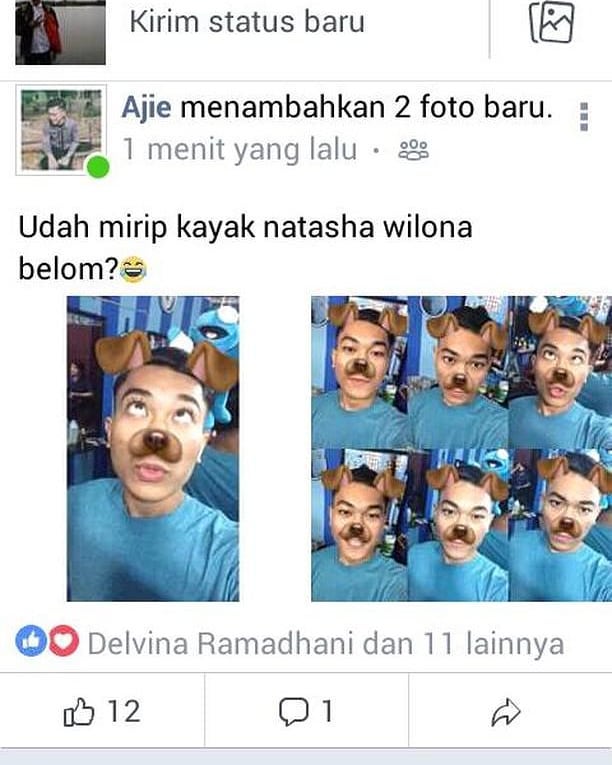 Kirim status baru
Ajie menambahkan 2 foto baru.
1 menit yang lalu ·
Udah mirip kayak natasha wilona
belom?😂
Delvina Ramadhani dan 11 lainnya
12 1